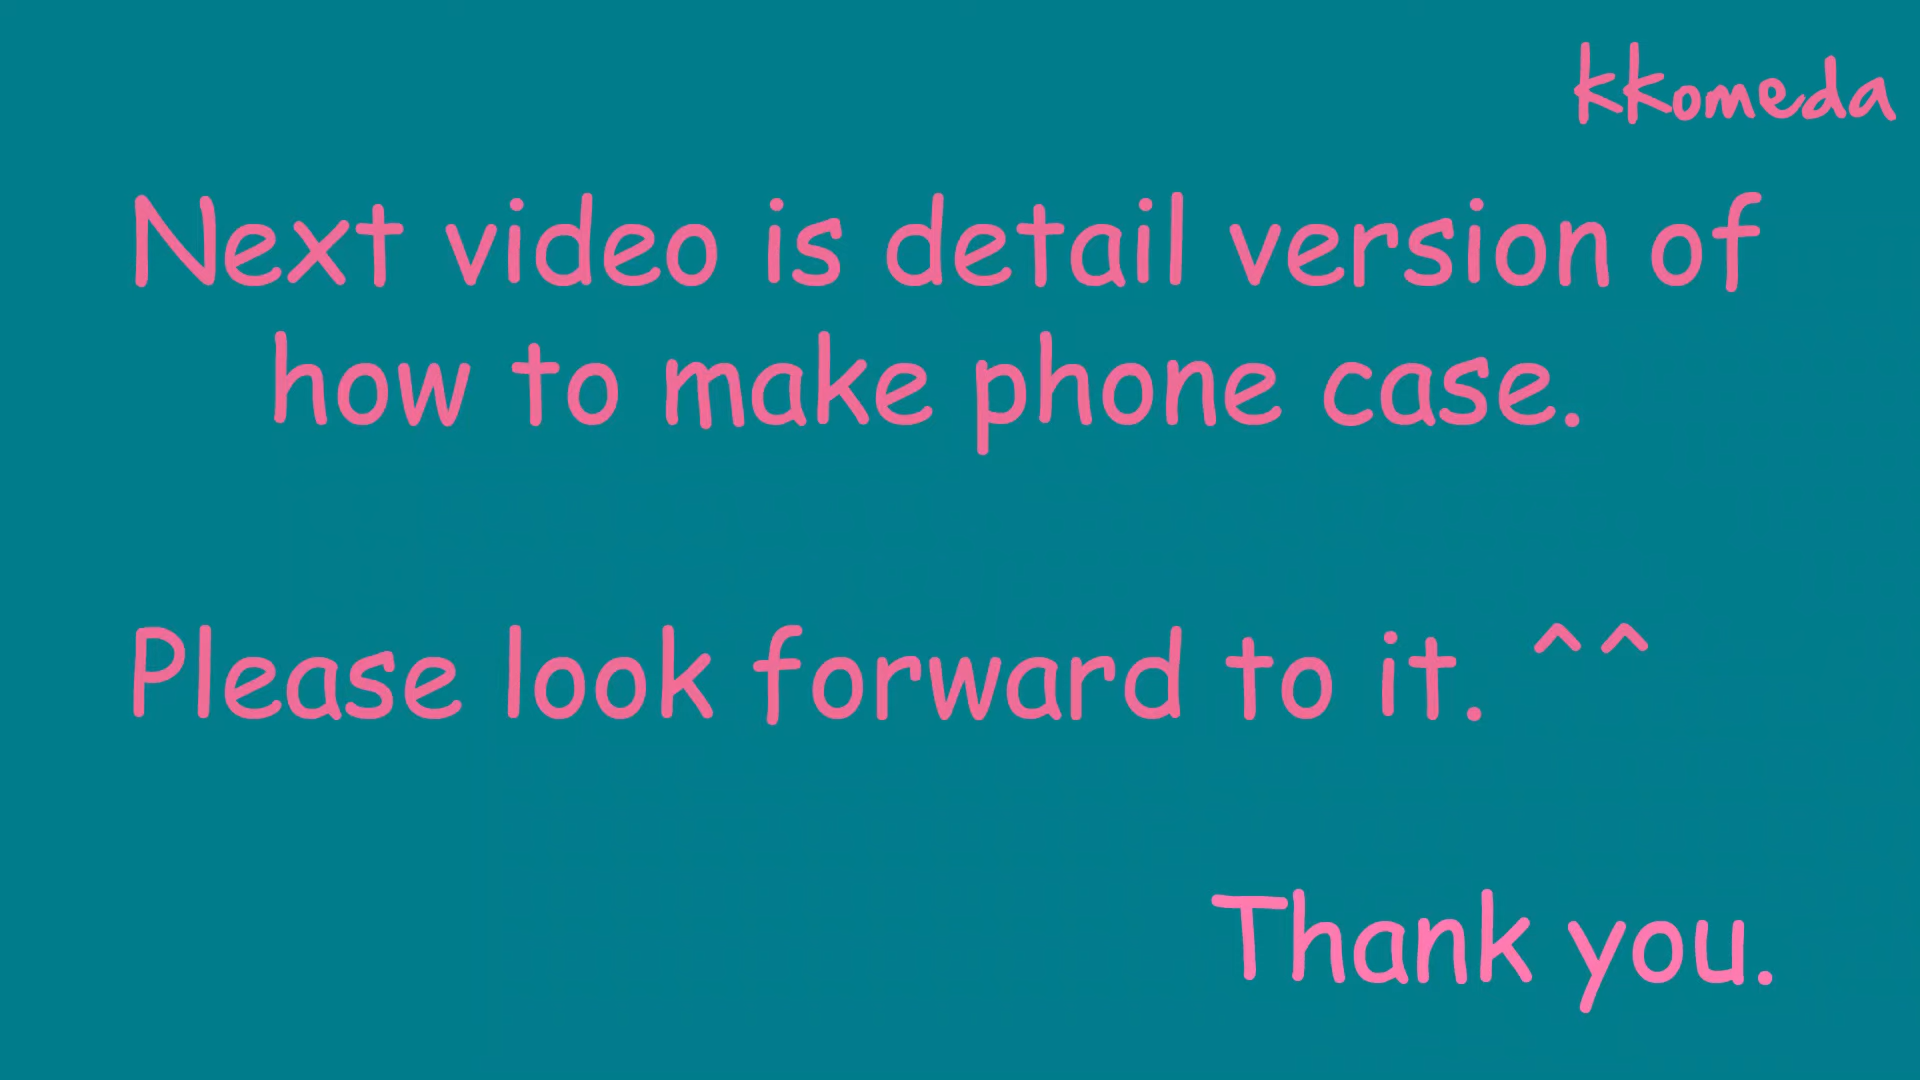 kkomeda
Next video is detail version of
how to make phone case.
Please look forward to it. ^^
Thank you.